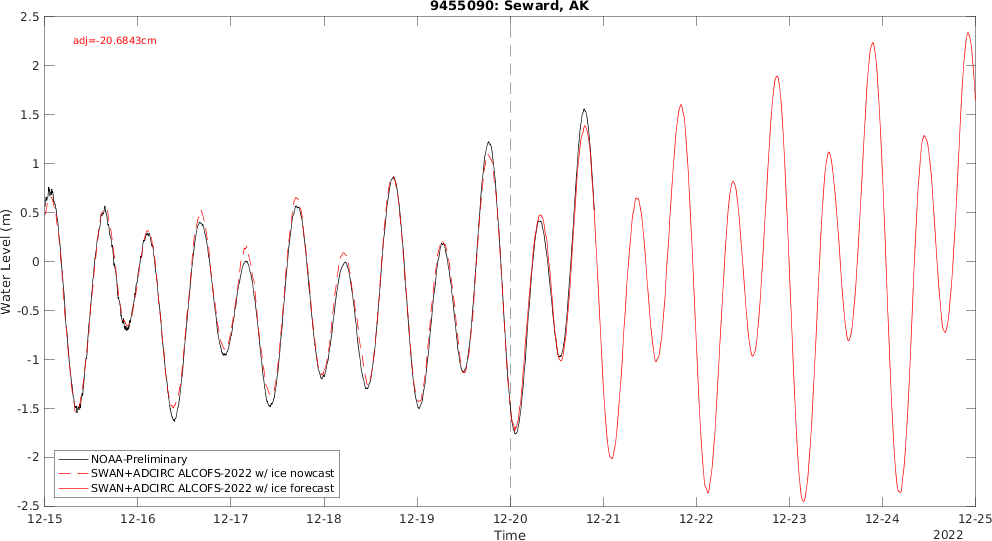 9455090: Seward, AK
adj=-20.6843cm
2.5
2
1.5
1
0.5
0
-0.5
-1
-1.5
-2
-2.5
Water Level (m)
NOAA-Preliminary
SWAN+ADCIRC ALCOFS-2022 w/ ice nowcast
SWAN+ADCIRC ALCOFS-2022 w/ ice forecast
12-15 12-16 12-17 12-18 12-19 12-20 12-21 12-22 12-23 12-24 12-25
Time
2022